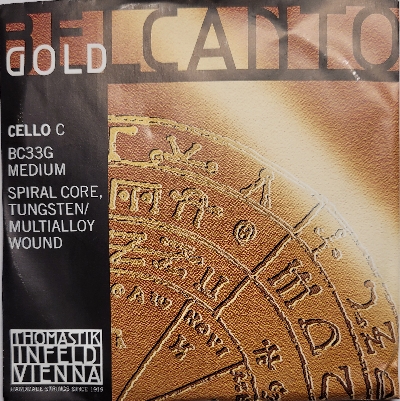 BELCANTO
GOLD
CELLO C
BC33G
MEDIUM
SPIRAL CORE,
TUNGSTEN/
MULTIALLOY
WOUND
THOMASTIK
INFELD
VIENNA
HANDMADE STRINGS SINCE 1919